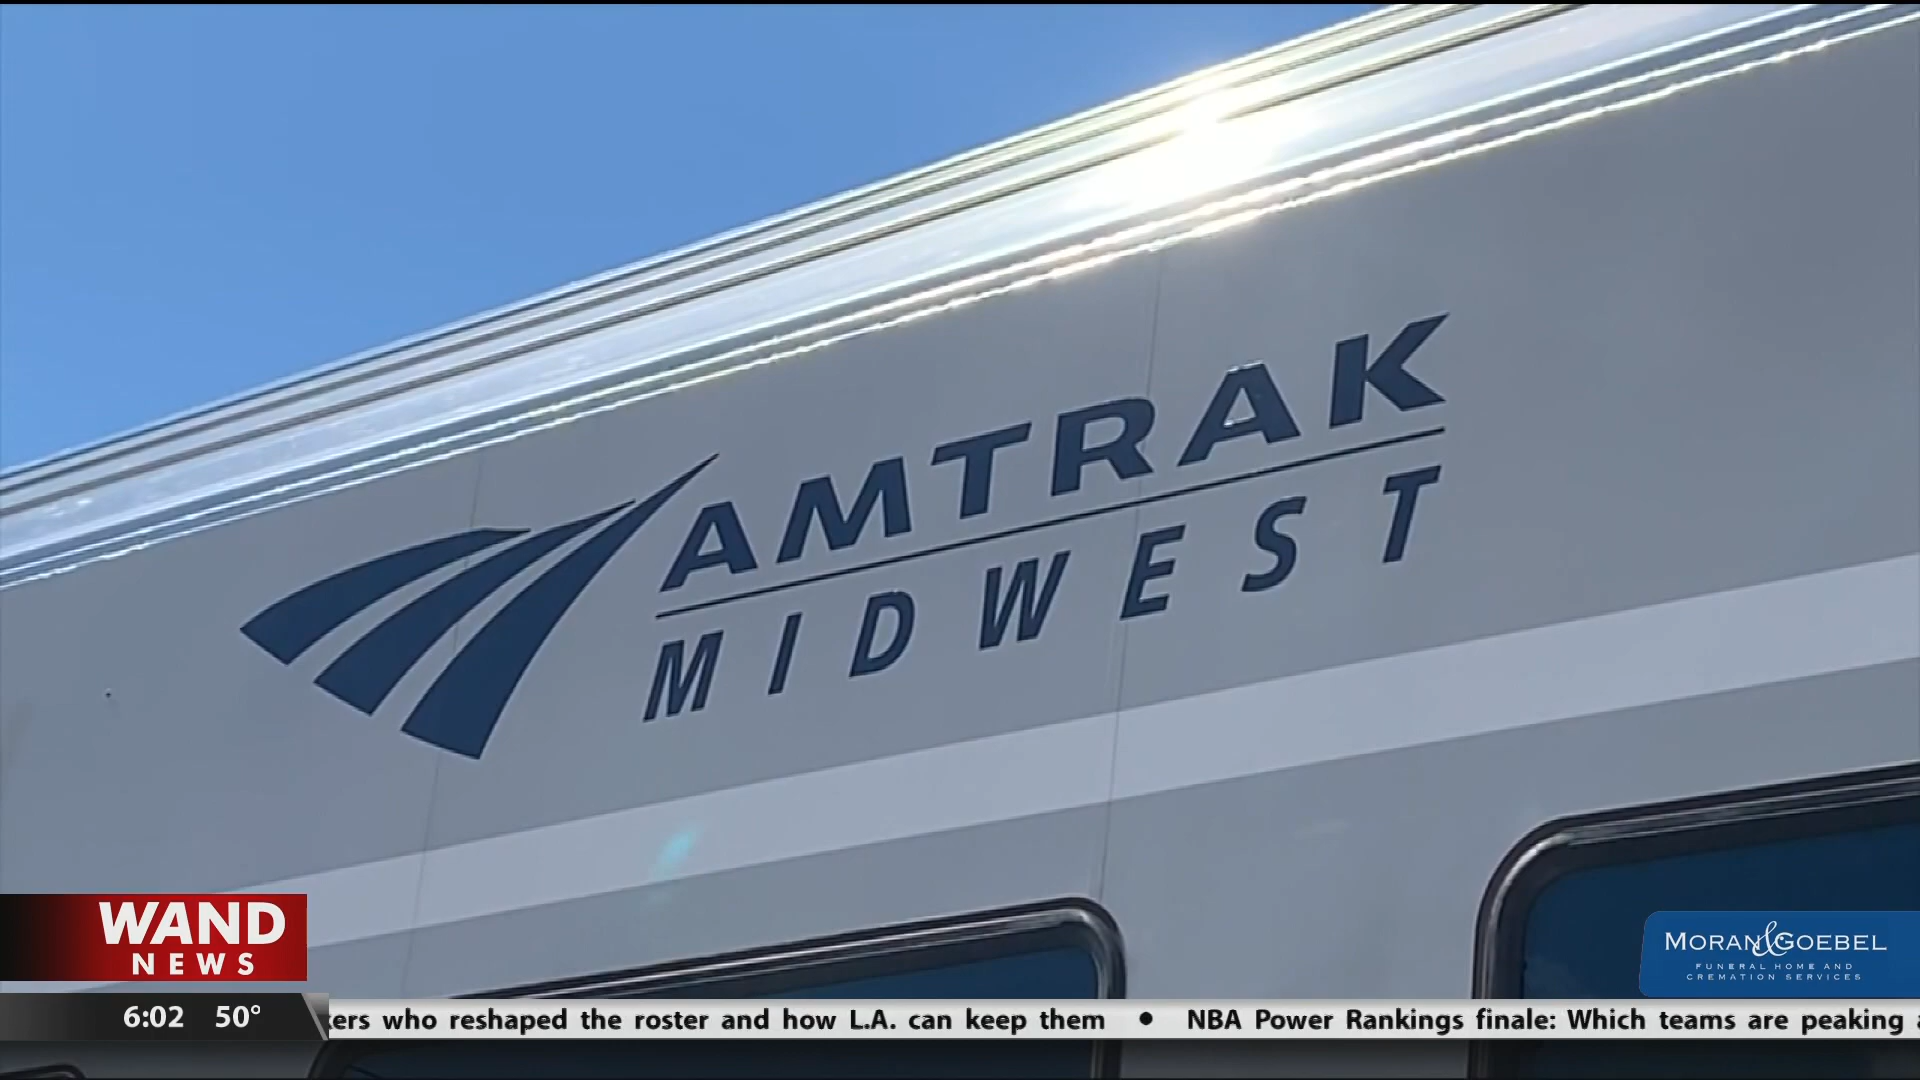 AMTRAK
MIDWEST
WAND
NEWS
MORAN & GOEBEL
FUNERAL HOME AND
CREMATION SERVICES
6:02 50°
kers who reshaped the roster and how L.A. can keep them • NBA Power Rankings finale: Which teams are peaking